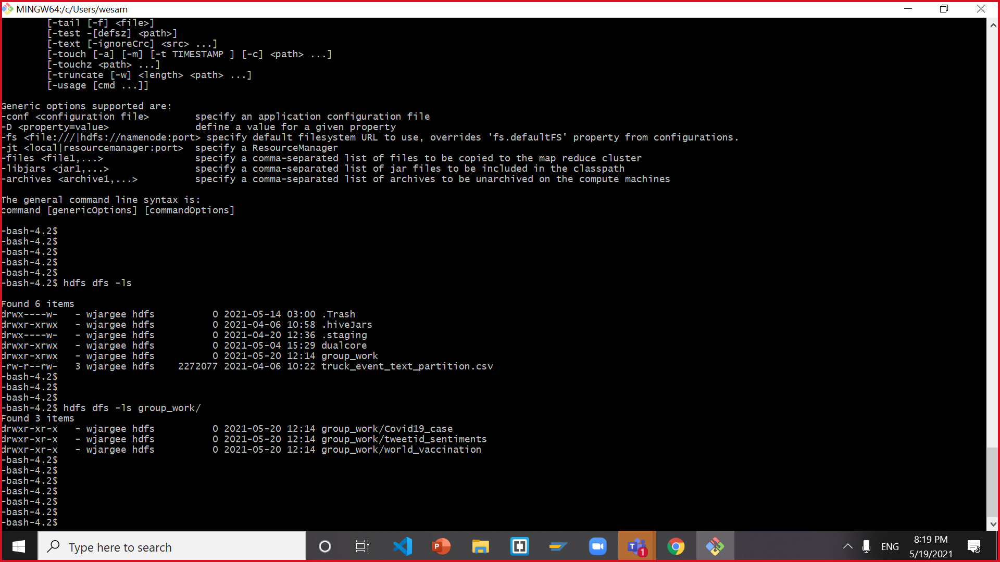 MINGW64:/c/Users/wesam
[-tail [-f] <file>]
[-test -[defsz] <path>]
[-text [-ignoreCrc] <src> ...]
[-touch [-a] [-m] [-t TIMESTAMP ] [-c] <path> ...]
[-touchz <path> ...]
[-truncate [-w] <length> <path> ...]
[-usage [cmd ...]]
Generic options supported are:
-conf <configuration file>        specify an application configuration file
-D <property=value>               define a value for a given property
-fs <file:///|hdfs://namenode:port> specify default filesystem URL to use, overrides 'fs.defaultFS' property from configurations.
-jt <local|resourcemanager:port>  specify a ResourceManager
-files <file1,...>                specify a comma-separated list of files to be copied to the map reduce cluster
-libjars <jar1,...>               specify a comma-separated list of jar files to be included in the classpath
-archives <archive1,...>          specify a comma-separated list of archives to be unarchived on the compute machines
The general command line syntax is:
command [genericOptions] [commandOptions]
-bash-4.2$
-bash-4.2$
-bash-4.2$
-bash-4.2$
-bash-4.2$
-bash-4.2$ hdfs dfs -ls
Found 6 items
drwx----w-   - wjargee hdfs          0 2021-05-14 03:00 .Trash
drwxr-xrwx   - wjargee hdfs          0 2021-04-06 10:58 .hiveJars
drwx----w-   - wjargee hdfs          0 2021-04-20 12:36 .staging
drwxr-xrwx   - wjargee hdfs          0 2021-05-04 15:29 dualcore
drwxr-xrwx   - wjargee hdfs          0 2021-05-20 12:14 group_work
-rw-r--rw-   3 wjargee hdfs    2272077 2021-04-06 10:22 truck_event_text_partition.csv
-bash-4.2$
-bash-4.2$
-bash-4.2$
-bash-4.2$ hdfs dfs -ls group_work/
Found 3 items
drwxr-xr-x   - wjargee hdfs          0 2021-05-20 12:14 group_work/Covid19_case
drwxr-xr-x   - wjargee hdfs          0 2021-05-20 12:14 group_work/tweetid_sentiments
drwxr-xr-x   - wjargee hdfs          0 2021-05-20 12:14 group_work/world_vaccination
-bash-4.2$
-bash-4.2$
-bash-4.2$
-bash-4.2$
-bash-4.2$
-bash-4.2$
-bash-4.2$
Type here to search
P
T
1
ENG
8:19 PM
5/19/2021